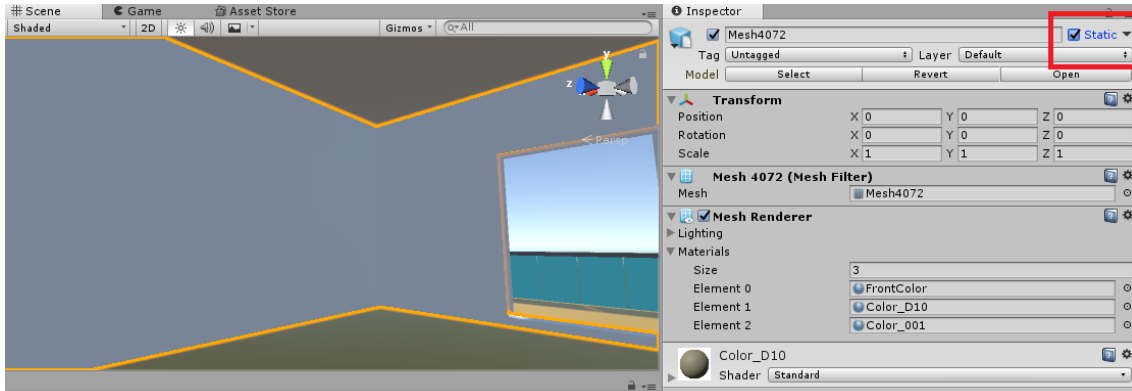 Scene Game Asset Store
Shaded 2D Gizmos All
y
z
Persp
Inspector
Mesh4072 Static
Tag Untagged Layer Default
Model Select Revert Open
Transform
Position X 0 Y 0 Z 0
Rotation X 0 Y 0 Z 0
Scale X 1 Y 1 Z 1
Mesh 4072 (Mesh Filter)
Mesh Mesh4072
Mesh Renderer
Lighting
Materials
Size 3
Element 0 FrontColor
Element 1 Color_D10
Element 2 Color_001
Color_D10
Shader Standard